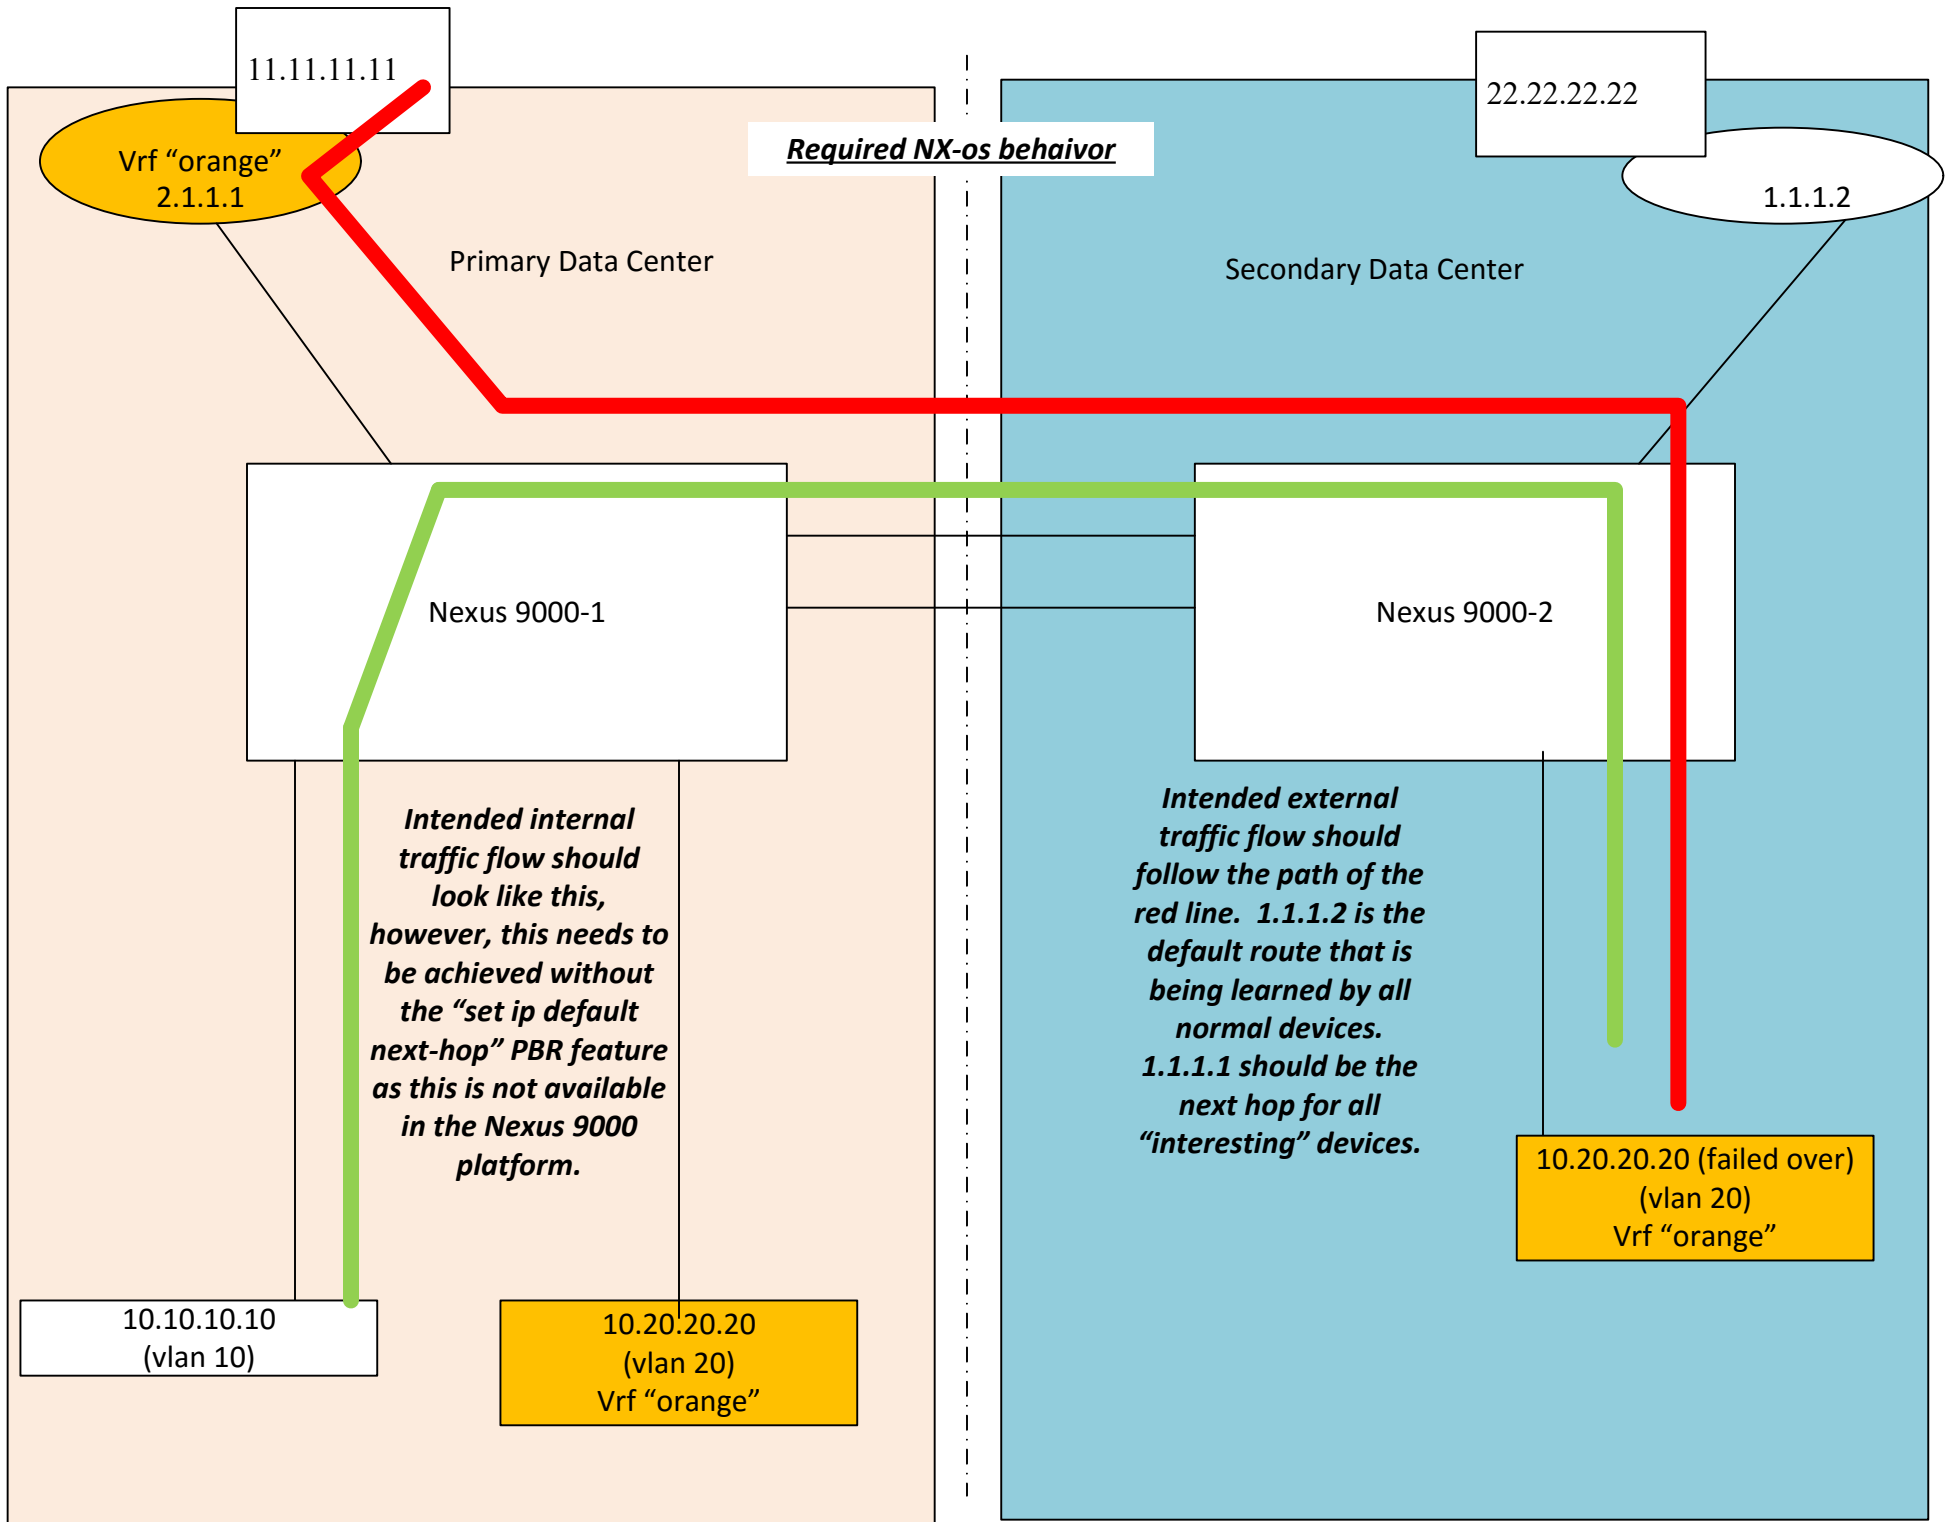 11.11.11.11
22.22.22.22
Required NX-os behaivor
Vrf “orange”
2.1.1.1
1.1.1.2
Primary Data Center
Secondary Data Center
Nexus 9000-1
Nexus 9000-2
Intended internal
traffic flow should
look like this,
however, this needs to
be achieved without
the “set ip default
next-hop” PBR feature
as this is not available
in the Nexus 9000
platform.
Intended external
traffic flow should
follow the path of the
red line.  1.1.1.2 is the
default route that is
being learned by all
normal devices.
1.1.1.1 should be the
next hop for all
“interesting” devices.
10.20.20.20 (failed over)
(vlan 20)
Vrf “orange”
10.10.10.10
(vlan 10)
10.20.20.20
(vlan 20)
Vrf “orange”